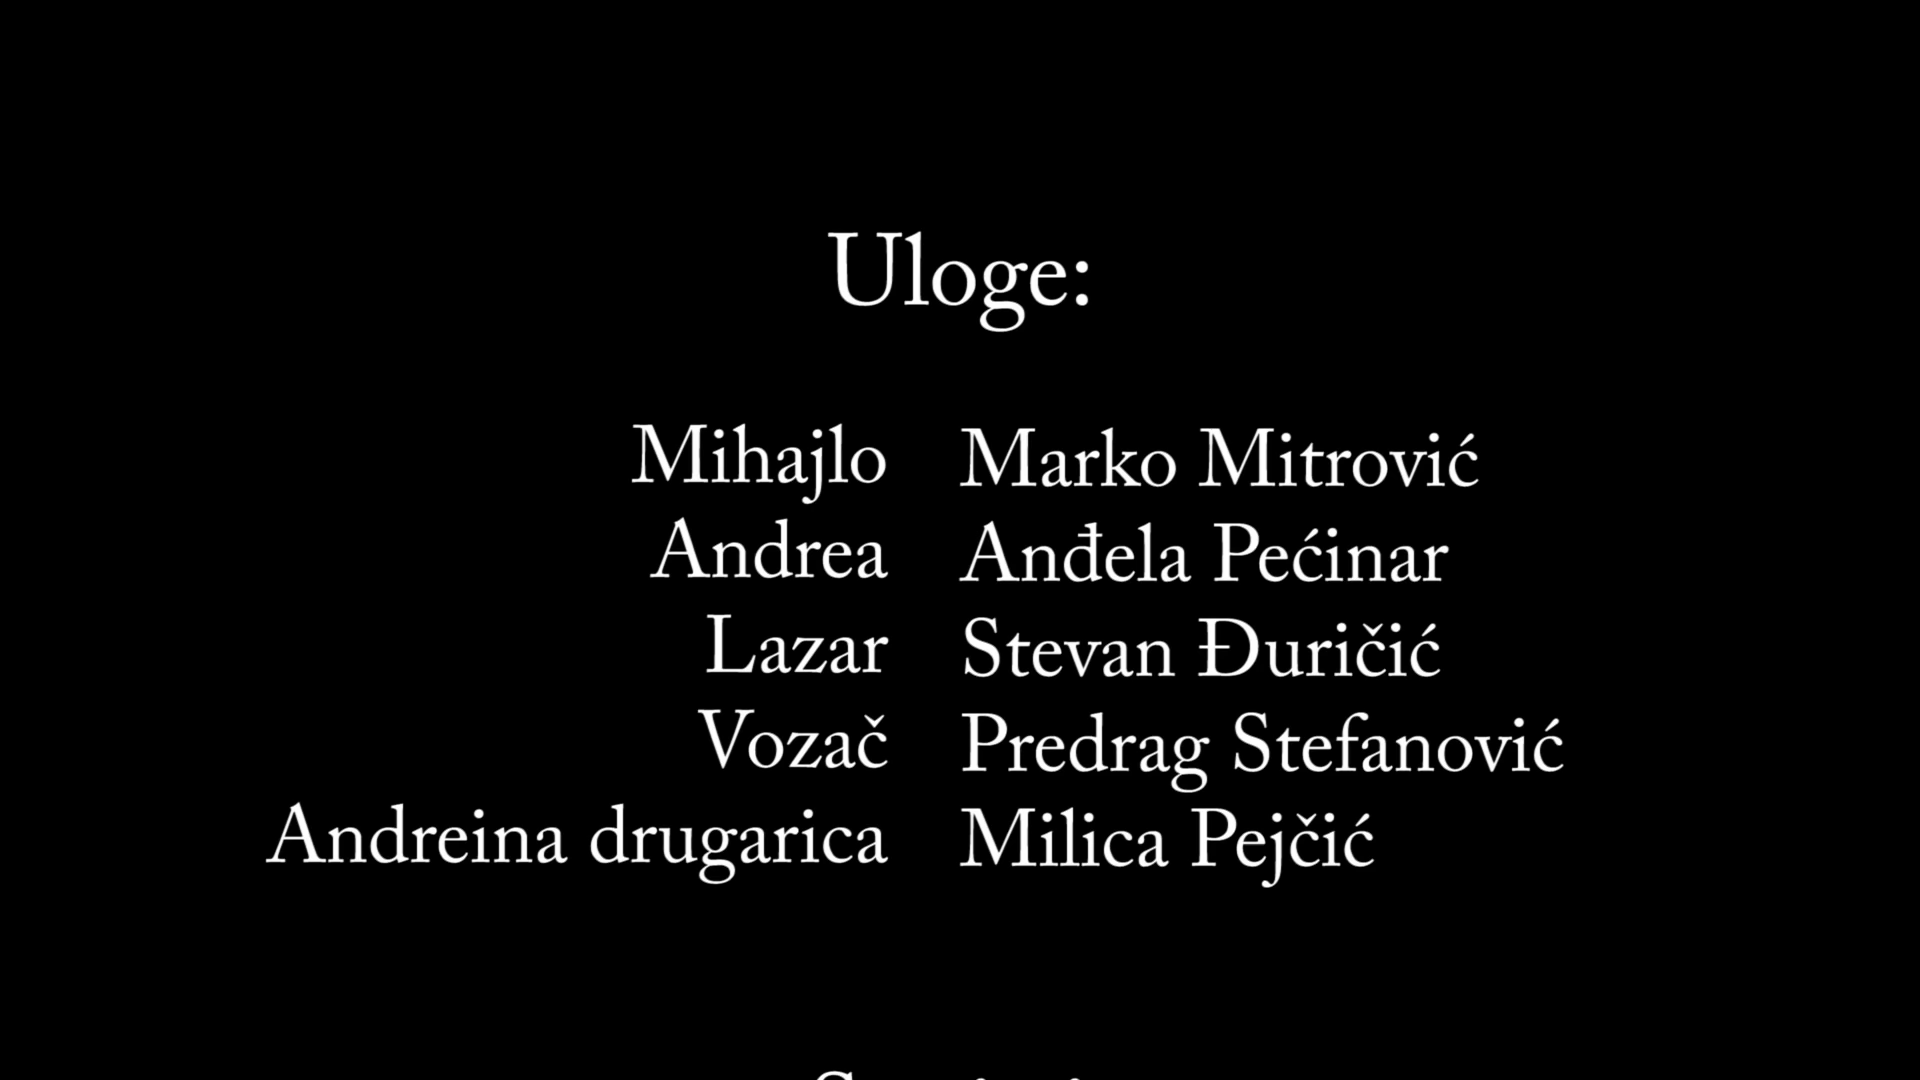 Uloge:
Mihajlo Marko Mitrović
Andrea Anđela Pećinar
Lazar Stevan Đuričić
Vozač Predrag Stefanović
Andreina drugarica Milica Pejčić